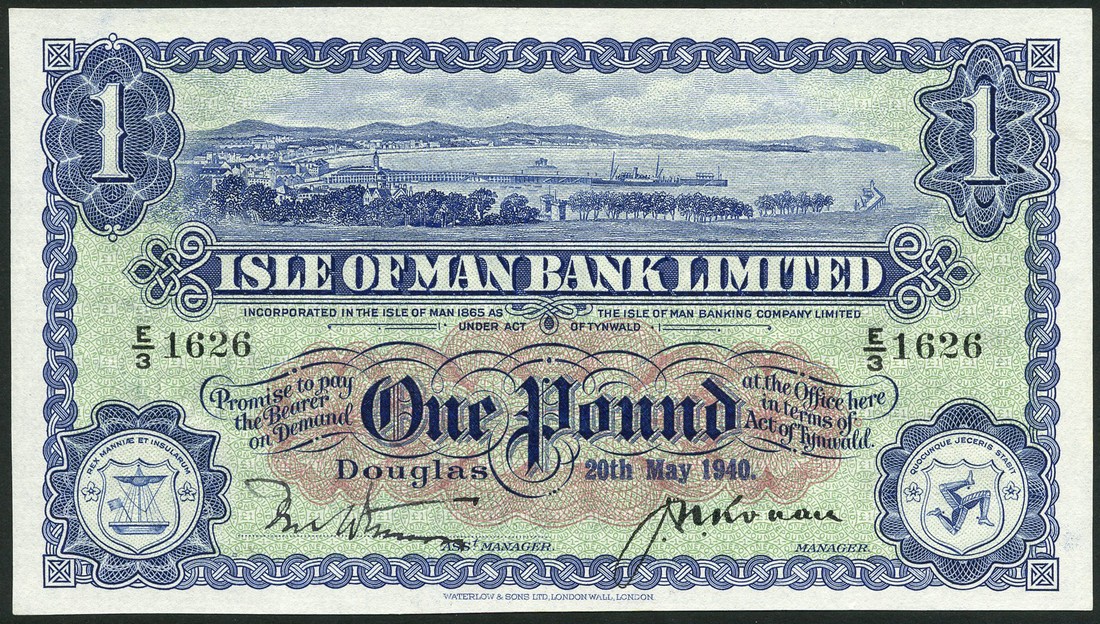 1 1
ISLE OF MAN BANK LIMITED
INCORPORATED IN THE ISLE OF MAN 1865 AS THE ISLE OF MAN BANKING COMPANY LIMITED
UNDER ACT OF TYNWALD
E/3 1626 E/3 1626
Promise to pay the Bearer on Demand
One Pound
at the Office here in terms of Act of Tynwald.
Douglas 20th May 1940.
REX MANNIÆ ET INSULARUM
QUOCUNQUE JECERIS STABIT
ASST MANAGER. MANAGER.
WATERLOW & SONS LTD, LONDON WALL, LONDON.